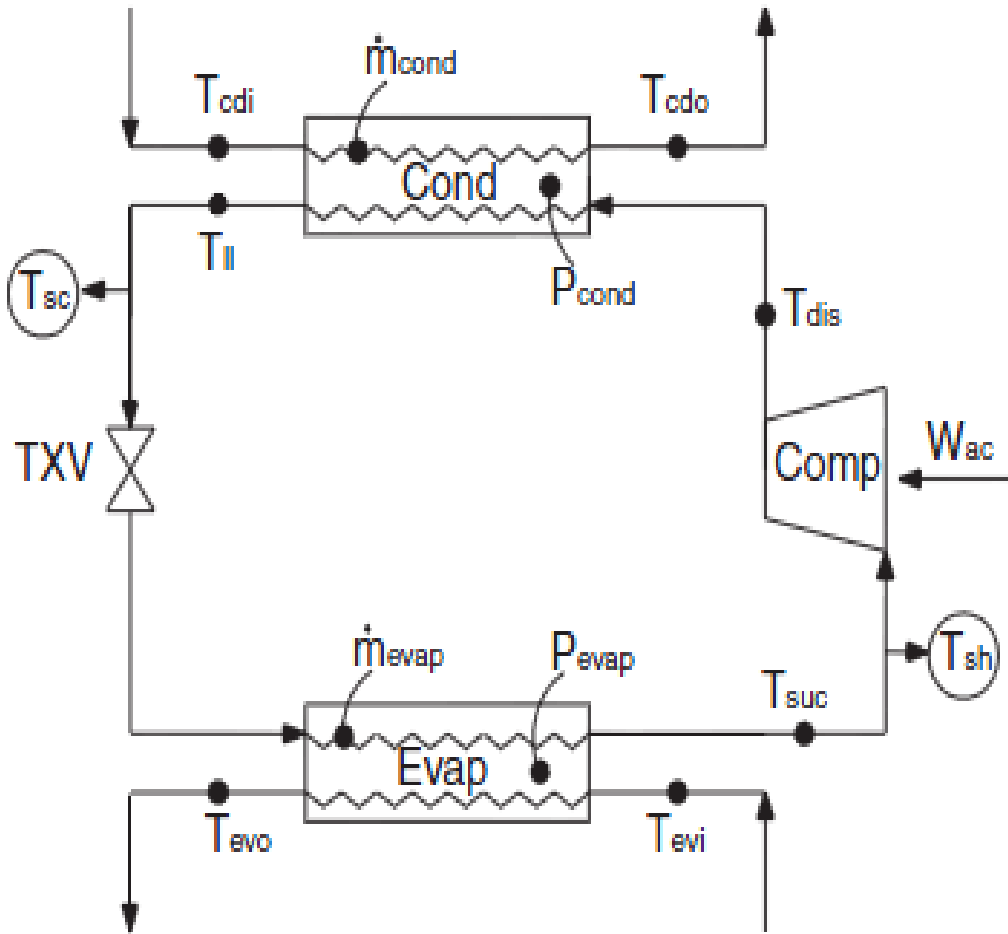 ṁcond
Tcdi
Tcdo
Cond
Tll
Pcond
Tsc
Tdis
TXV
Comp
Wac
ṁevap
Pevap
Tsh
Tsuc
Evap
Tevo
Tevi